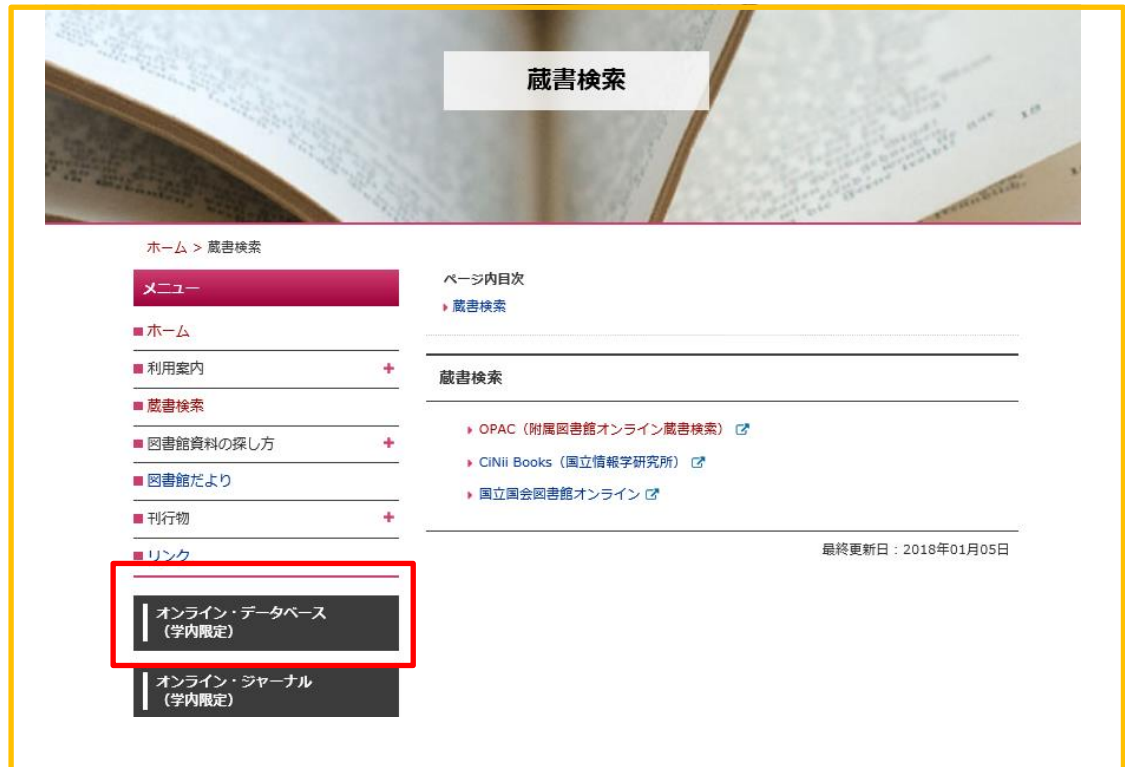 蔵書検索
ホーム > 蔵書検索
メニュー
ホーム
利用案内 +
蔵書検索
図書館資料の探し方 +
図書館だより
刊行物 +
リンク
オンライン・データベース
（学内限定）
オンライン・ジャーナル
（学内限定）
ページ内目次
蔵書検索
蔵書検索
OPAC（附属図書館オンライン蔵書検索）
CiNii Books（国立情報学研究所）
国立国会図書館オンライン
最終更新日：2018年01月05日